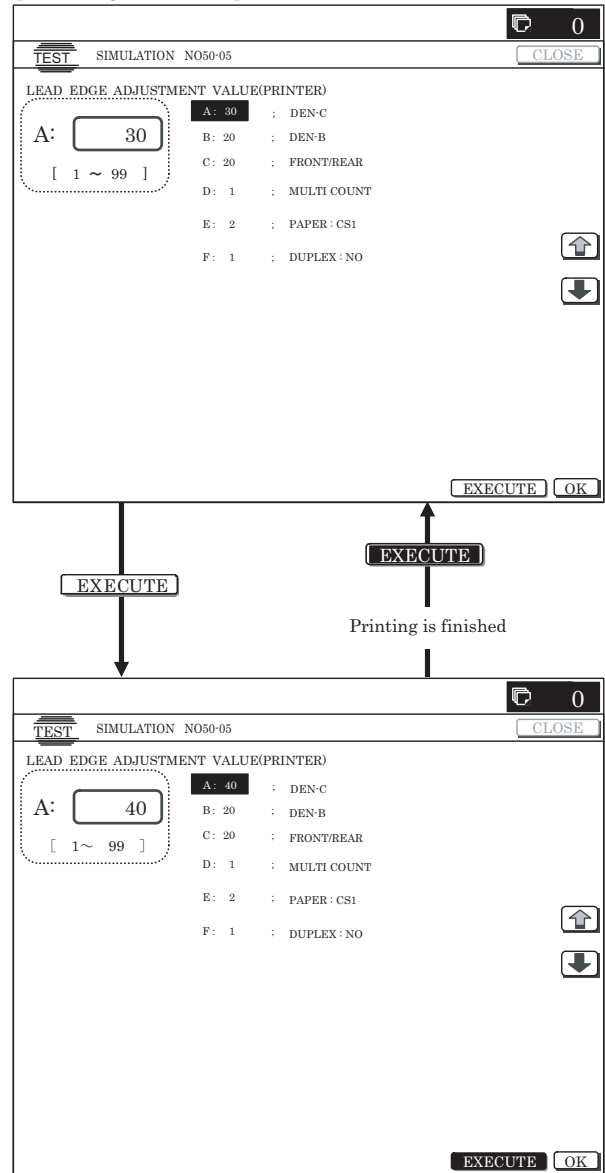 0
TEST SIMULATION NO50-05 CLOSE
LEAD EDGE ADJUSTMENT VALUE(PRINTER)
A: 30
[ 1 ~ 99 ]
A: 30 ; DEN-C
B: 20 ; DEN-B
C: 20 ; FRONT/REAR
D: 1 ; MULTI COUNT
E: 2 ; PAPER : CS1
F: 1 ; DUPLEX : NO
EXECUTE OK
EXECUTE
EXECUTE
Printing is finished
0
TEST SIMULATION NO50-05 CLOSE
LEAD EDGE ADJUSTMENT VALUE(PRINTER)
A: 40
[ 1~ 99 ]
A: 40 ; DEN-C
B: 20 ; DEN-B
C: 20 ; FRONT/REAR
D: 1 ; MULTI COUNT
E: 2 ; PAPER : CS1
F: 1 ; DUPLEX : NO
EXECUTE OK